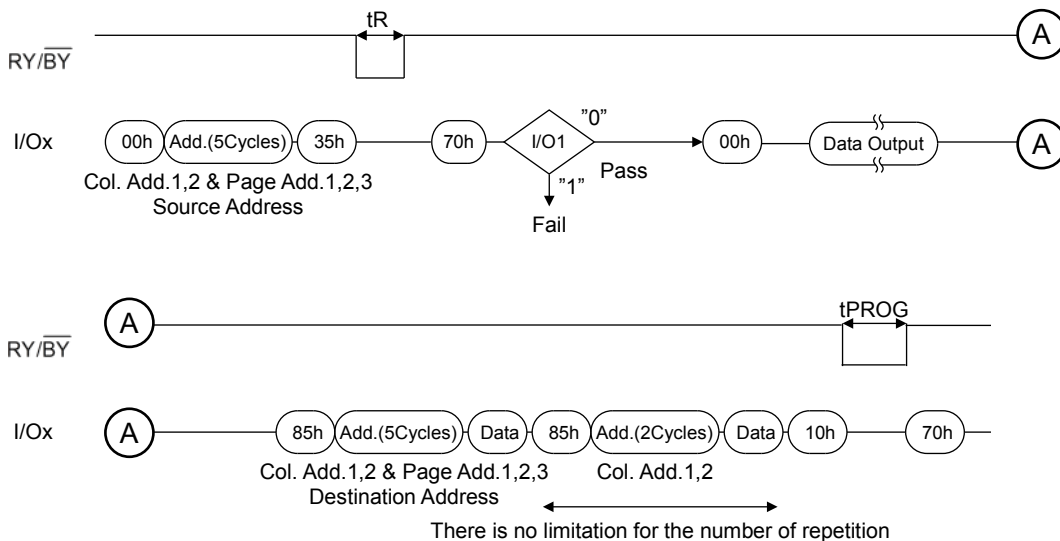 tR
A
RY/BY
I/Ox
00h Add.(5Cycles) 35h 70h I/O1 ”0” 00h Data Output A
Pass
”1”
Col. Add.1,2 & Page Add.1,2,3
Source Address
Fail
A
tPROG
RY/BY
I/Ox
A 85h Add.(5Cycles) Data 85h Add.(2Cycles) Data 10h 70h
Col. Add.1,2 & Page Add.1,2,3 Col. Add.1,2
Destination Address
There is no limitation for the number of repetition